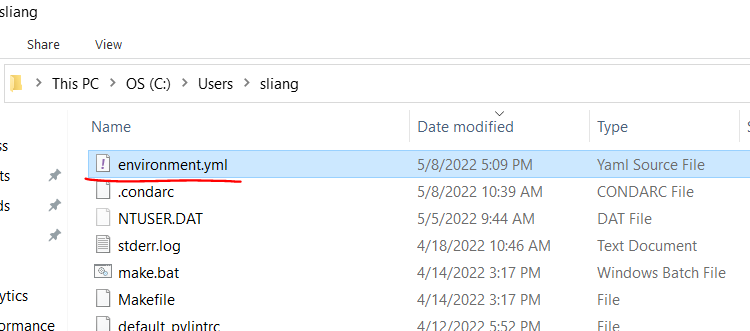 sliang
Share View
This PC > OS (C:) > Users > sliang
Name Date modified Type S
ss environment.yml 5/8/2022 5:09 PM Yaml Source File
ts .condarc 5/8/2022 10:39 AM CONDARC File
ds NTUSER.DAT 5/5/2022 9:44 AM DAT File
stderr.log 4/18/2022 10:46 AM Text Document
make.bat 4/14/2022 3:17 PM Windows Batch File
ytics Makefile 4/14/2022 3:17 PM File
rformance default_pylintrc 4/12/2022 5:52 PM File